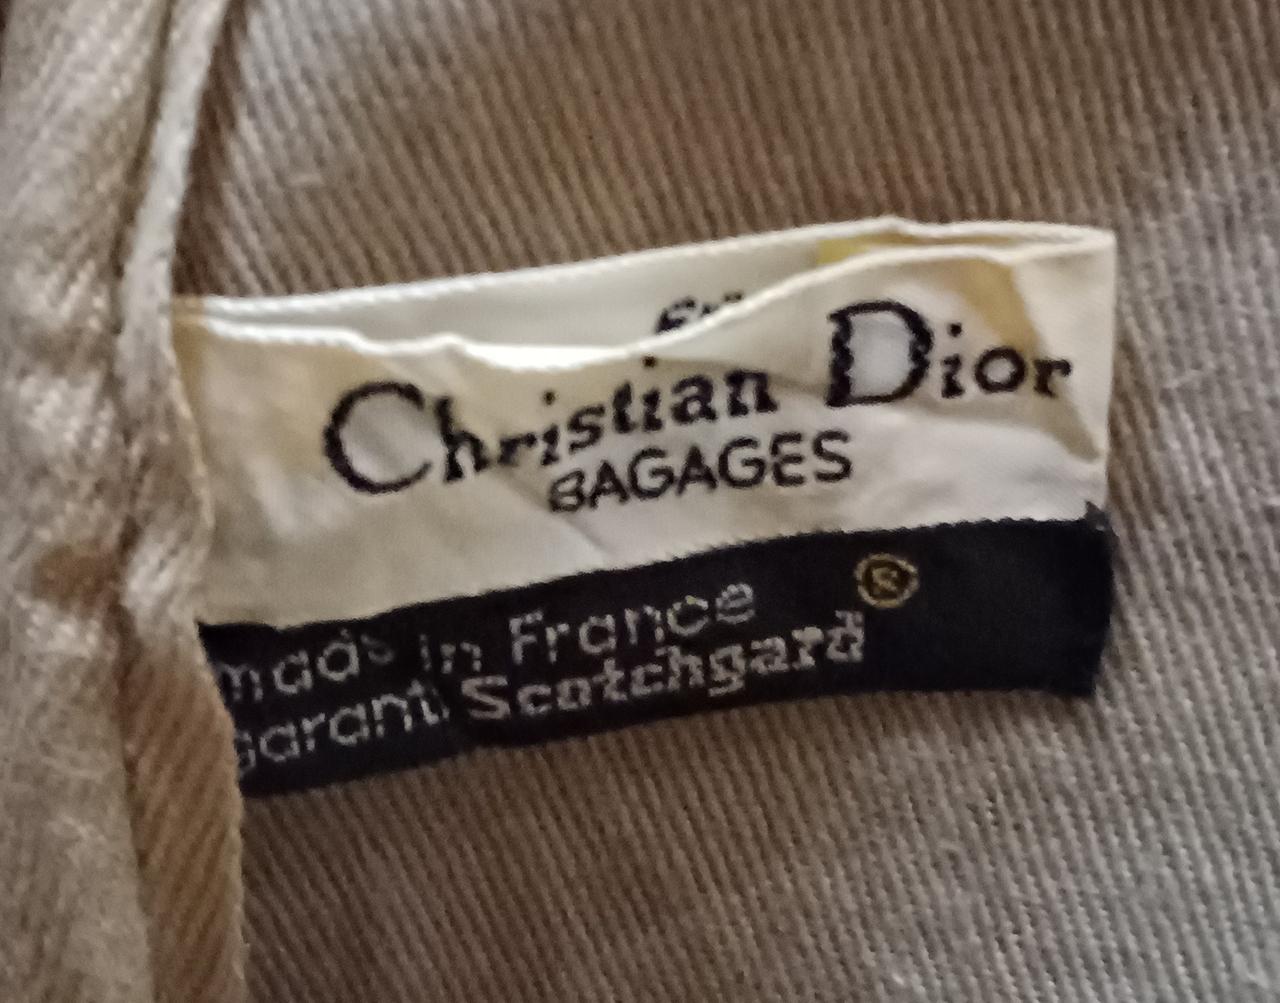 Christian Dior
BAGAGES
made in France ®
garanti Scotchgard